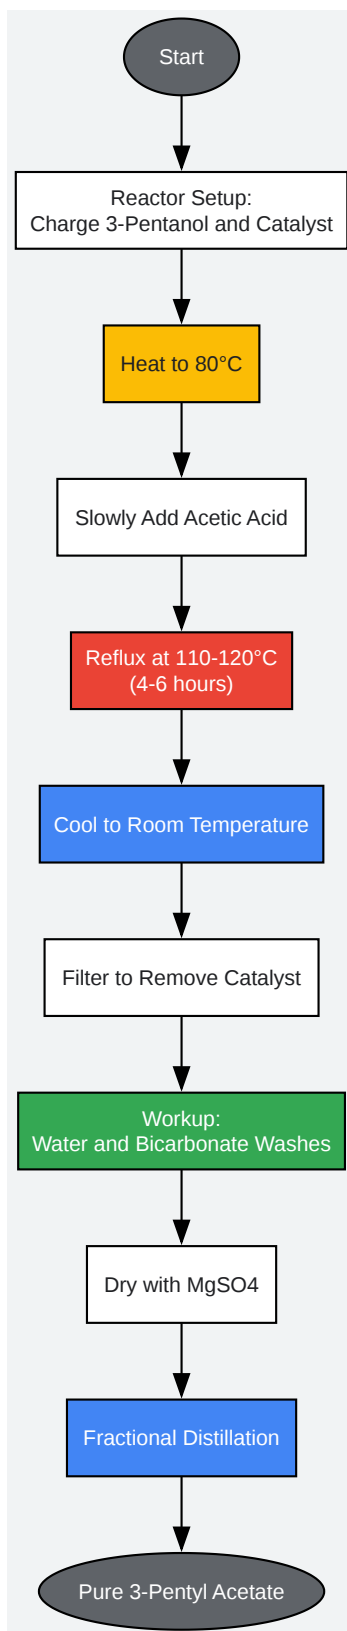 Start
Reactor Setup:
Charge 3-Pentanol and Catalyst
Heat to 80°C
Slowly Add Acetic Acid
Reflux at 110-120°C
(4-6 hours)
Cool to Room Temperature
Filter to Remove Catalyst
Workup:
Water and Bicarbonate Washes
Dry with MgSO4
Fractional Distillation
Pure 3-Pentyl Acetate